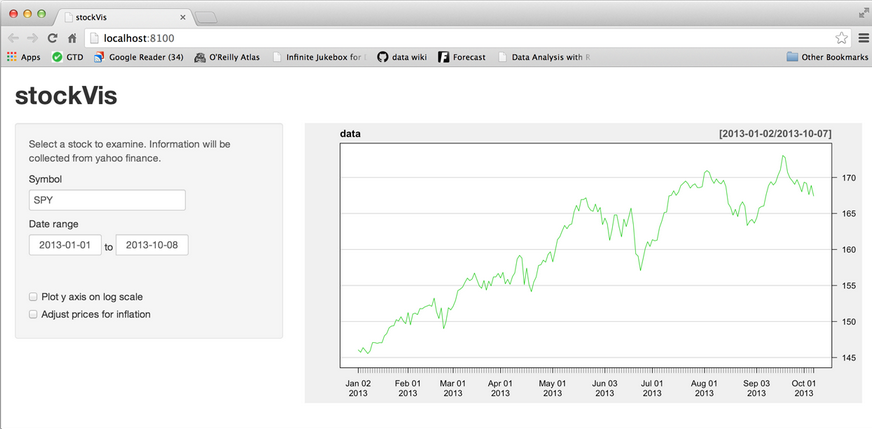 stockVis
localhost:8100
Apps
GTD
Google Reader (34)
O'Reilly Atlas
Infinite Jukebox for
data wiki
Forecast
Data Analysis with R
Other Bookmarks
stockVis
Select a stock to examine. Information will
be collected from yahoo finance.
Symbol
SPY
Date range
2013-01-01 to 2013-10-08
Plot y axis on log scale
Adjust prices for inflation
data
[2013-01-02/2013-10-07]
170
165
160
155
150
145
Jan 02 Feb 01 Mar 01 Apr 01 May 01 Jun 03 Jul 01 Aug 01 Sep 03 Oct 01
2013 2013 2013 2013 2013 2013 2013 2013 2013 2013